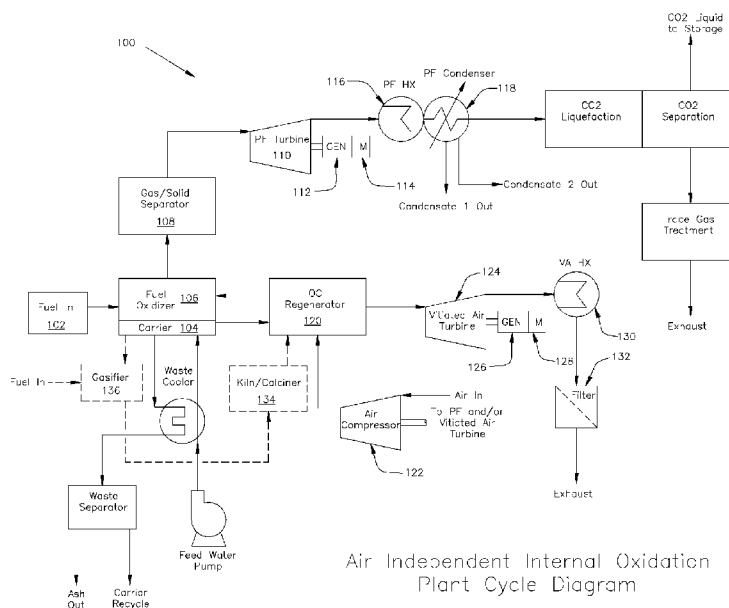 CO2 Liquid
to Storage
100
116
PF HX
PF Condenser
118
PF Turbine
110
GEN
M
112
114
CC2
Liquefaction
CO2
Separation
Condensate 2 Out
Condensate 1 Out
Gas/Solid
Separator
108
race Gas
Trectment
Exhaust
Fuel In
102
Fuel
Oxidizer
106
Carrier
104
OC
Regenerator
120
124
Vitiated Air
Turbine
GEN
M
126
128
VA HX
130
132
Filter
Exhaust
Fuel In
Gasifier
136
Waste
Cooler
Kiln/Calciner
134
Air In
Air
Compressor
To PF and/or
Viticted Air
Turbine
122
Waste
Separator
Feed Water
Pump
Ash
Out
Carrier
Recycle
Air Independent Internal Oxidation
Plant Cycle Diagram